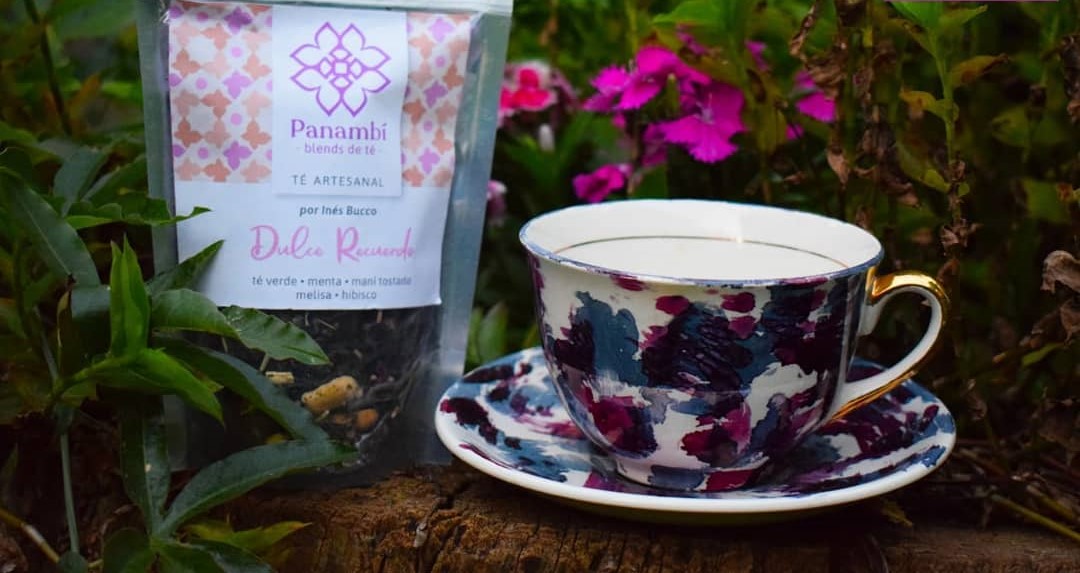 Panambí
- blends de té -
TÉ ARTESANAL
por Inés Bucco
Dulce Recuerdo
té verde • menta • maní tostado
melisa • hibisco